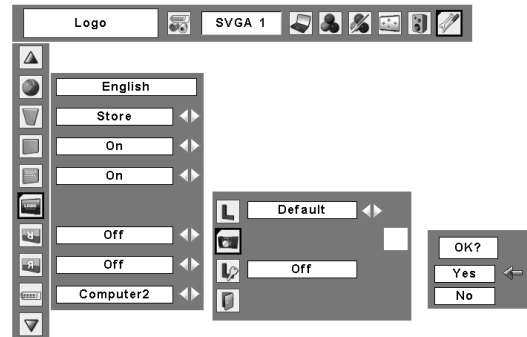 Logo
SVGA 1
English
Store
On
On
Off
Off
Computer2
Default
Off
OK?
Yes
No